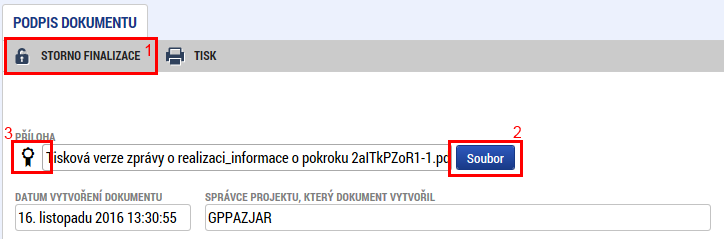 PODPIS DOKUMENTU
STORNO FINALIZACE 1 TISK
2
3 PŘÍLOHA
Tisková verze zprávy o realizaci_informace o pokroku 2aITkPZoR1-1.pd Soubor
DATUM VYTVOŘENÍ DOKUMENTU SPRÁVCE PROJEKTU, KTERÝ DOKUMENT VYTVOŘIL
16. listopadu 2016 13:30:55 GPPAZJAR